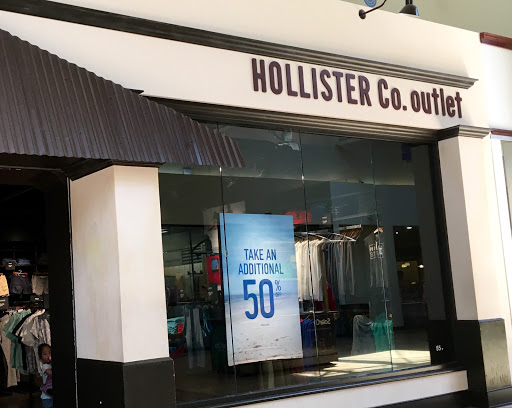 HOLLISTER Co. outlet
TAKE AN
ADDITIONAL
50% OFF